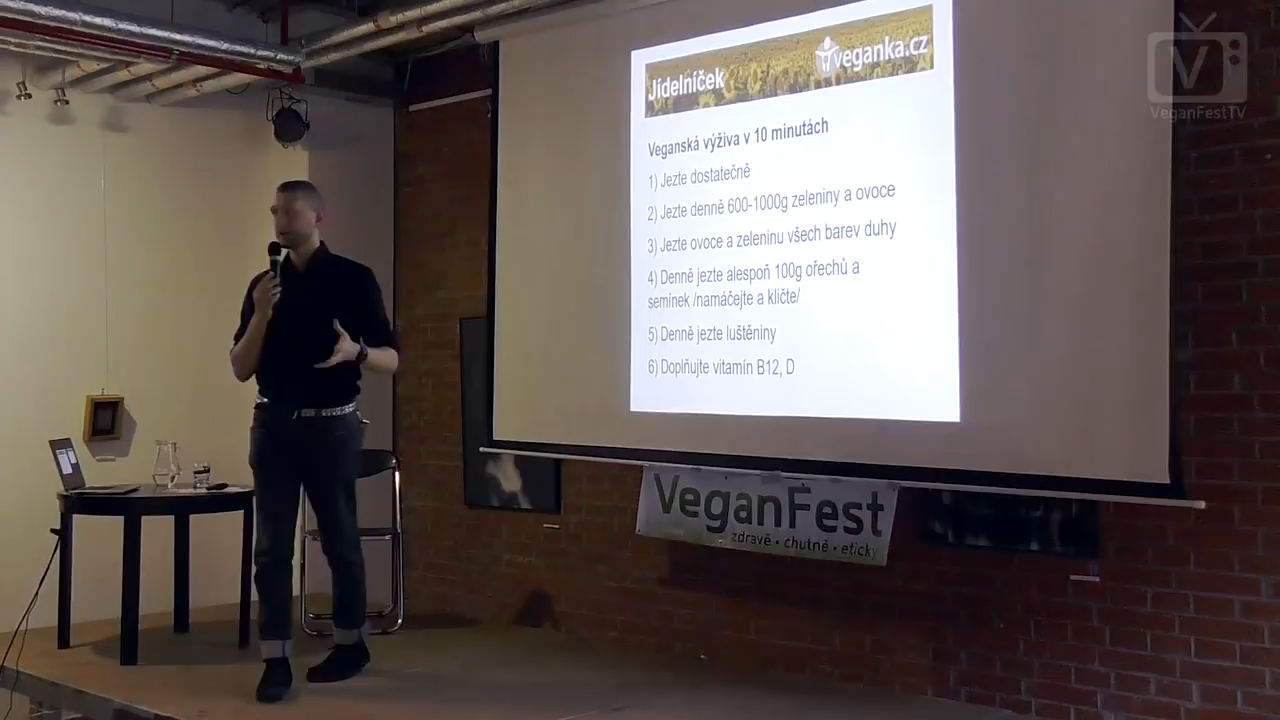 Jídelníček
veganka.cz
Veganská výživa v 10 minutách
1) Jezte dostatečně
2) Jezte denně 600-1000g zeleniny a ovoce
3) Jezte ovoce a zeleninu všech barev duhy
4) Denně jezte alespoň 100g ořechů a
semínek /namáčejte a kličte/
5) Denně jezte luštěniny
6) Doplňujte vitamín B12, D
VeganFest
zdravě • chutně • eticky
V
VeganFestTV